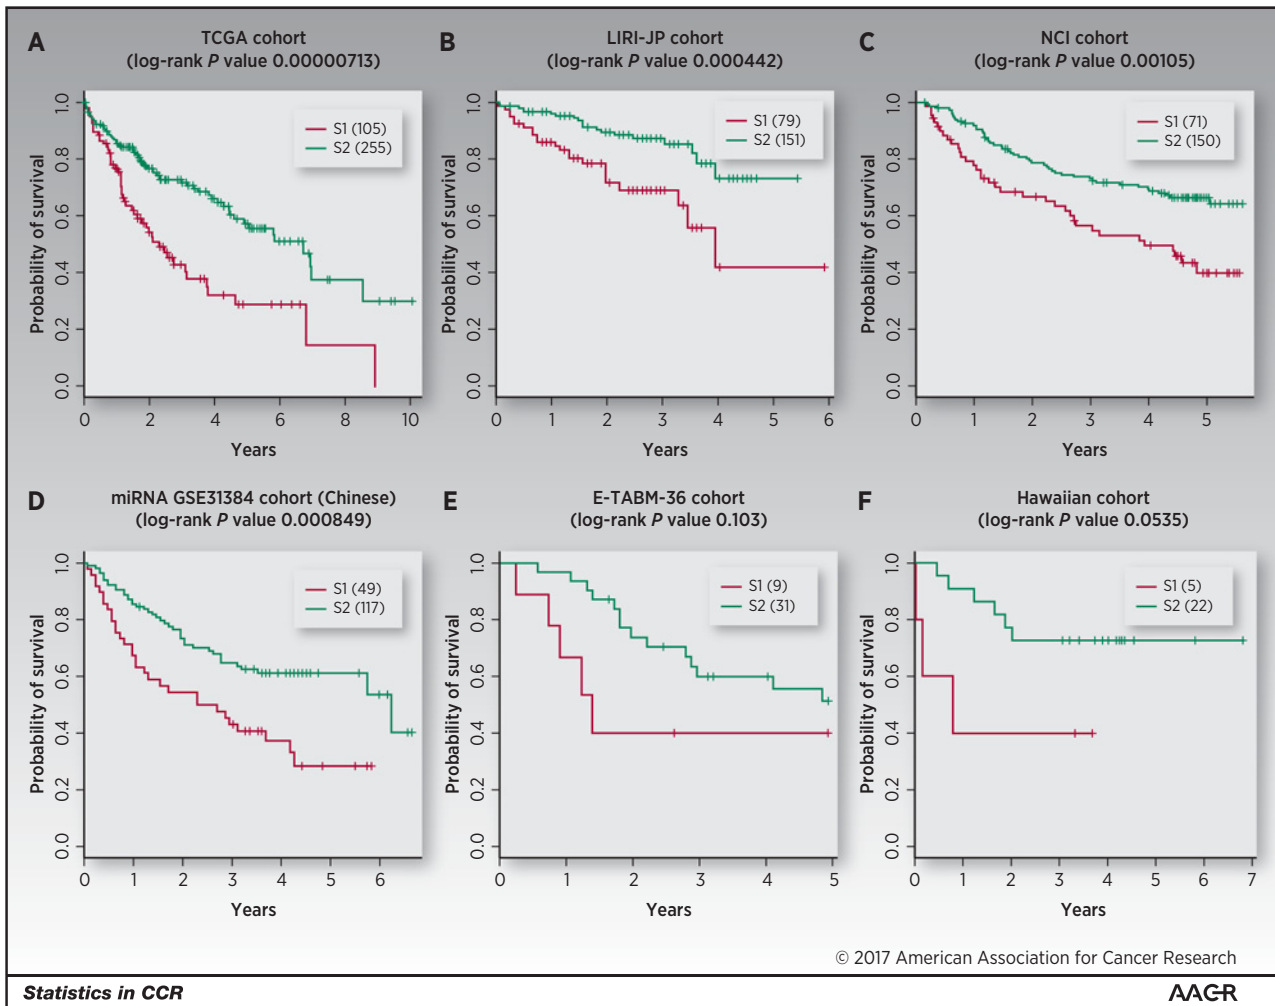 A
TCGA cohort
(log-rank P value 0.00000713)
S1 (105)
S2 (255)
Probability of survival
0.0 0.2 0.4 0.6 0.8 1.0
0 2 4 6 8 10
Years
B
LIRI-JP cohort
(log-rank P value 0.000442)
S1 (79)
S2 (151)
Probability of survival
0.0 0.2 0.4 0.6 0.8 1.0
0 1 2 3 4 5 6
Years
C
NCI cohort
(log-rank P value 0.00105)
S1 (71)
S2 (150)
Probability of survival
0.0 0.2 0.4 0.6 0.8 1.0
0 1 2 3 4 5
Years
D
miRNA GSE31384 cohort (Chinese)
(log-rank P value 0.000849)
S1 (49)
S2 (117)
Probability of survival
0.0 0.2 0.4 0.6 0.8 1.0
0 1 2 3 4 5 6
Years
E
E-TABM-36 cohort
(log-rank P value 0.103)
S1 (9)
S2 (31)
Probability of survival
0.0 0.2 0.4 0.6 0.8 1.0
0 1 2 3 4 5
Years
F
Hawaiian cohort
(log-rank P value 0.0535)
S1 (5)
S2 (22)
Probability of survival
0.0 0.2 0.4 0.6 0.8 1.0
0 1 2 3 4 5 6 7
Years
© 2017 American Association for Cancer Research
Statistics in CCR
AACR